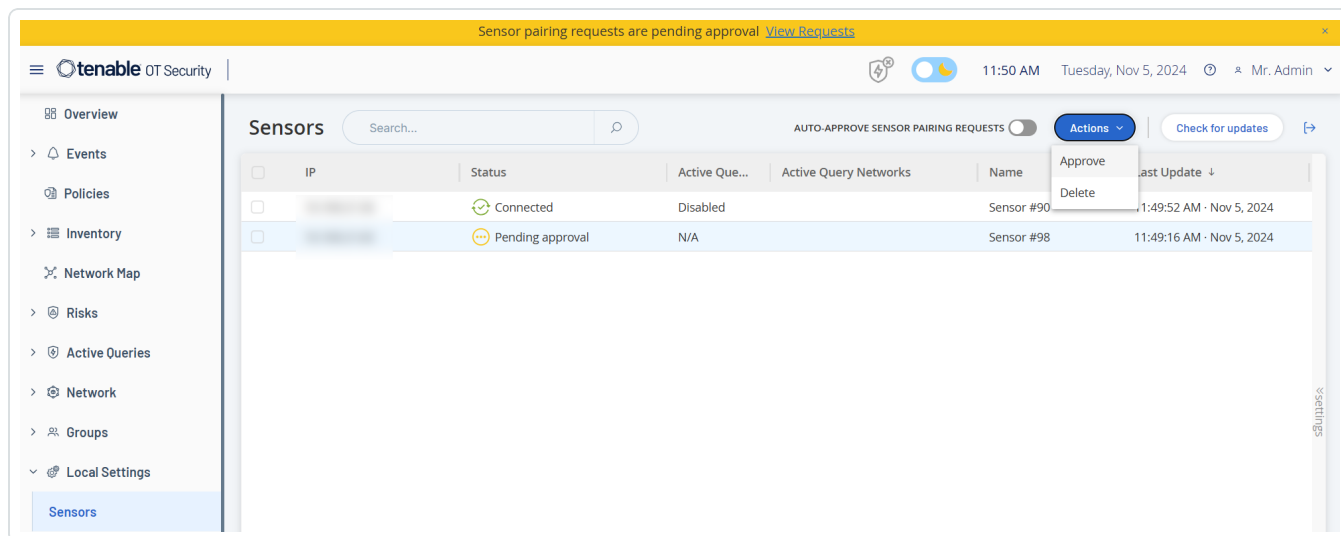 Sensor pairing requests are pending approval View Requests ×
tenable OT Security
11:50 AM Tuesday, Nov 5, 2024 Mr. Admin
Overview
Events
Policies
Inventory
Network Map
Risks
Active Queries
Network
Groups
Local Settings
Sensors
Sensors Search... AUTO-APPROVE SENSOR PAIRING REQUESTS Actions Check for updates
Approve
Delete
IP Status Active Que... Active Query Networks Name Last Update ↓
Connected Disabled Sensor #90 11:49:52 AM · Nov 5, 2024
Pending approval N/A Sensor #98 11:49:16 AM · Nov 5, 2024
settings